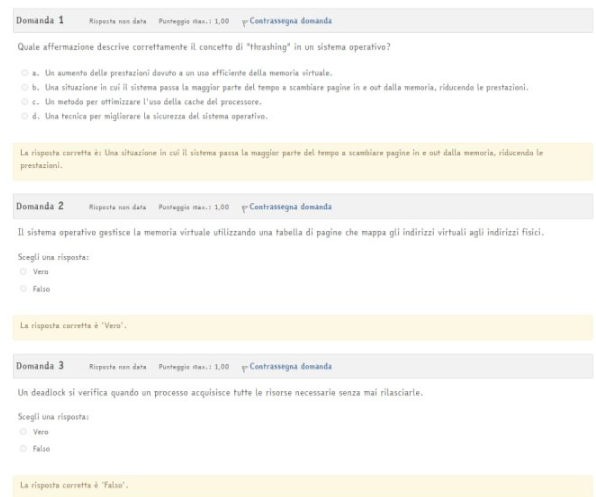 Domanda 1 Risposta non data Punteggio max.: 1,00 Contrassegna domanda
Quale affermazione descrive correttamente il concetto di "thrashing" in un sistema operativo?
a. Un aumento delle prestazioni dovuto a un uso efficiente della memoria virtuale.
b. Una situazione in cui il sistema passa la maggior parte del tempo a scambiare pagine in e out dalla memoria, riducendo le prestazioni.
c. Un metodo per ottimizzare l'uso della cache del processore.
d. Una tecnica per migliorare la sicurezza del sistema operativo.
La risposta corretta è: Una situazione in cui il sistema passa la maggior parte del tempo a scambiare pagine in e out dalla memoria, riducendo le
prestazioni.
Domanda 2 Risposta non data Punteggio max.: 1,00 Contrassegna domanda
Il sistema operativo gestisce la memoria virtuale utilizzando una tabella di pagine che mappa gli indirizzi virtuali agli indirizzi fisici.
Scegli una risposta:
Vero
Falso
La risposta corretta è 'Vero'.
Domanda 3 Risposta non data Punteggio max.: 1,00 Contrassegna domanda
Un deadlock si verifica quando un processo acquisisce tutte le risorse necessarie senza mai rilasciarle.
Scegli una risposta:
Vero
Falso
La risposta corretta è 'Falso'.